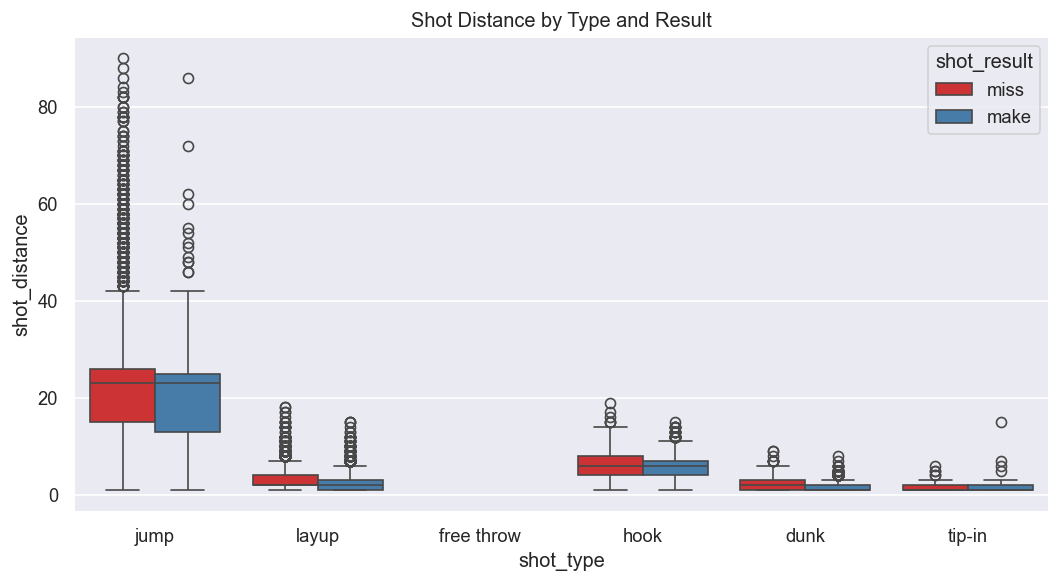 Shot Distance by Type and Result
shot_result
miss
make
shot_distance
80
60
40
20
0
jump
layup
free throw
hook
dunk
tip-in
shot_type